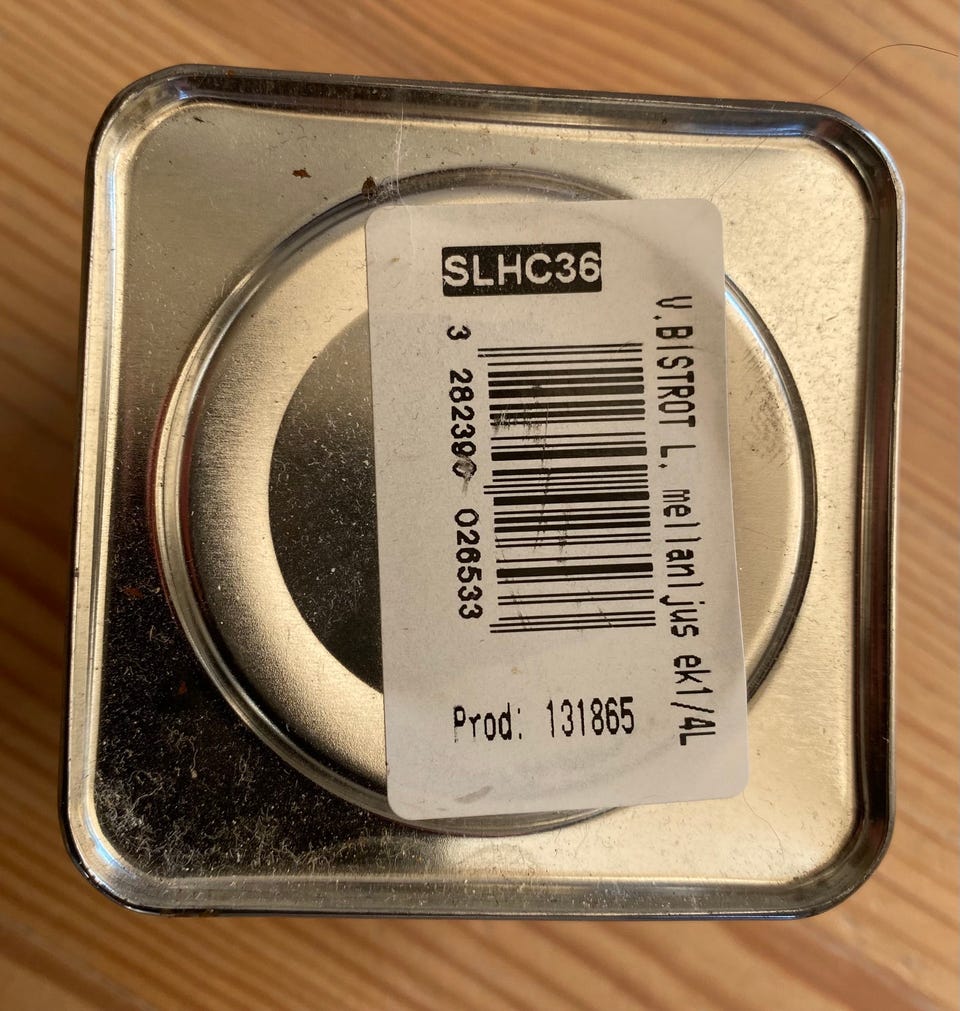 SLHC36
V.BISTROT L. mellanljus ek1/4L
3 282390 026533
Prod: 131865